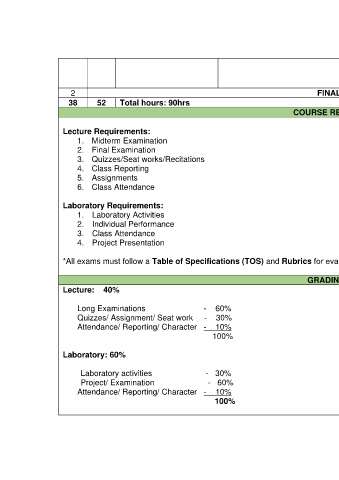 2 FINAL
38 52 Total hours: 90hrs
COURSE RE
Lecture Requirements:
1. Midterm Examination
2. Final Examination
3. Quizzes/Seat works/Recitations
4. Class Reporting
5. Assignments
6. Class Attendance
Laboratory Requirements:
1. Laboratory Activities
2. Individual Performance
3. Class Attendance
4. Project Presentation
*All exams must follow a Table of Specifications (TOS) and Rubrics for eva
GRADIN
Lecture: 40%
Long Examinations - 60%
Quizzes/ Assignment/ Seat work - 30%
Attendance/ Reporting/ Character - 10%
100%
Laboratory: 60%
Laboratory activities - 30%
Project/ Examination - 60%
Attendance/ Reporting/ Character - 10%
100%